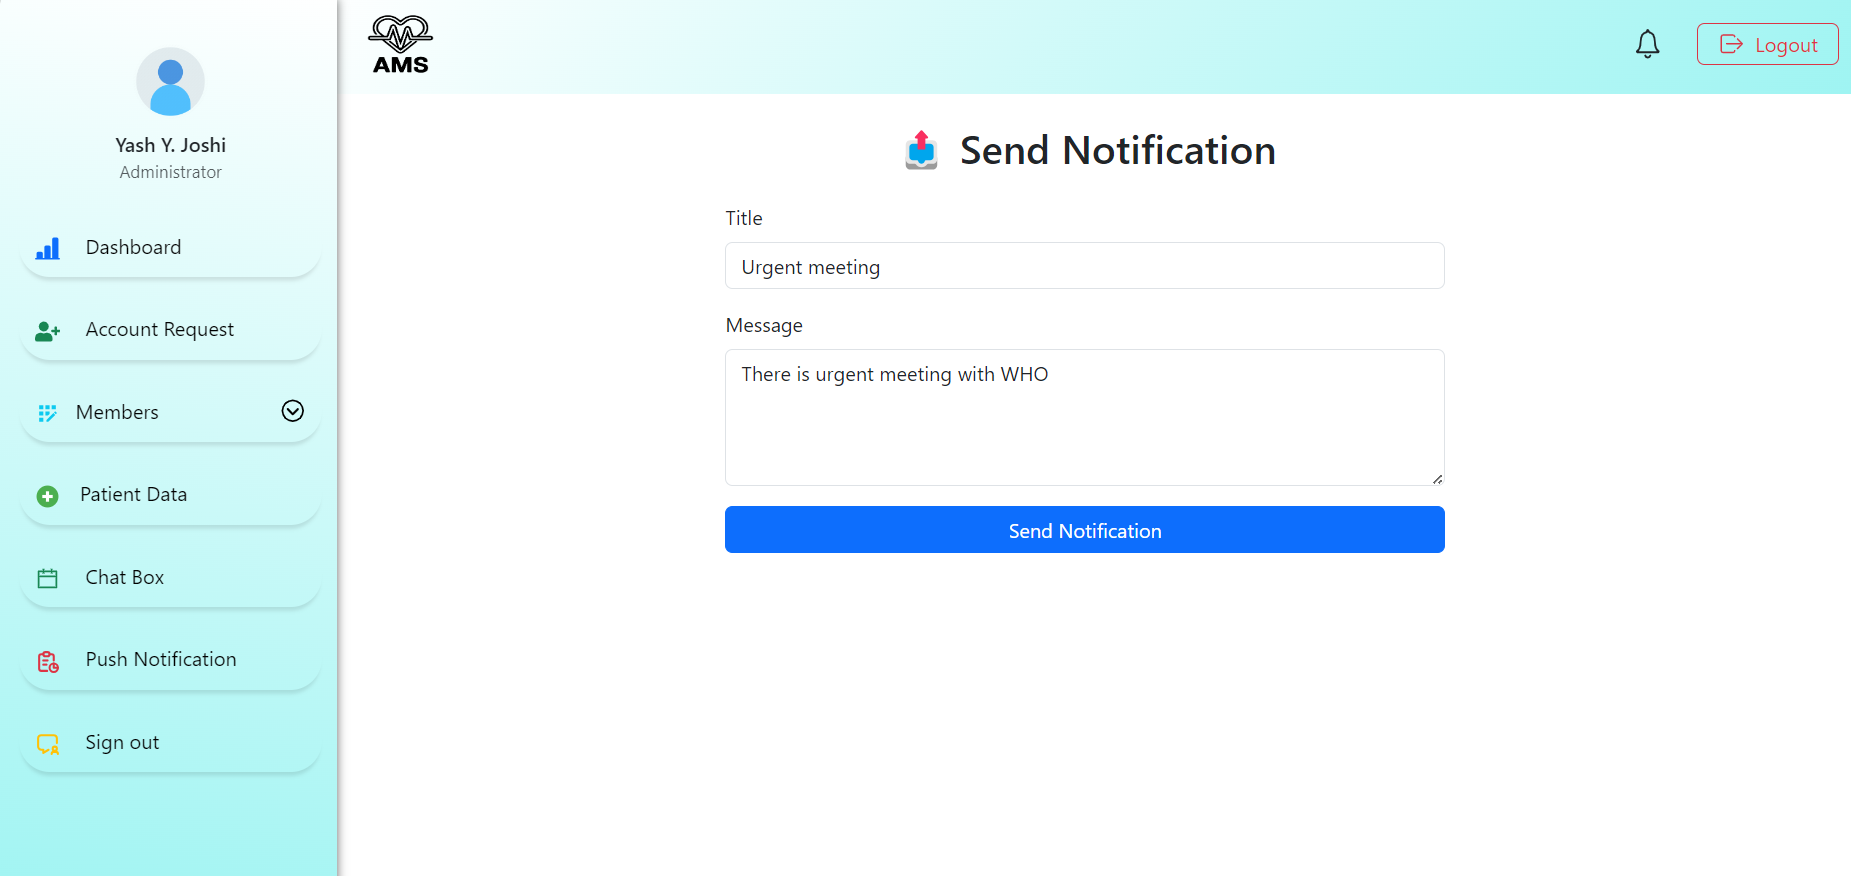 Yash Y. Joshi
Administrator
Dashboard
Account Request
Members
Patient Data
Chat Box
Push Notification
Sign out
AMS
Logout
Send Notification
Title
Urgent meeting
Message
There is urgent meeting with WHO
Send Notification